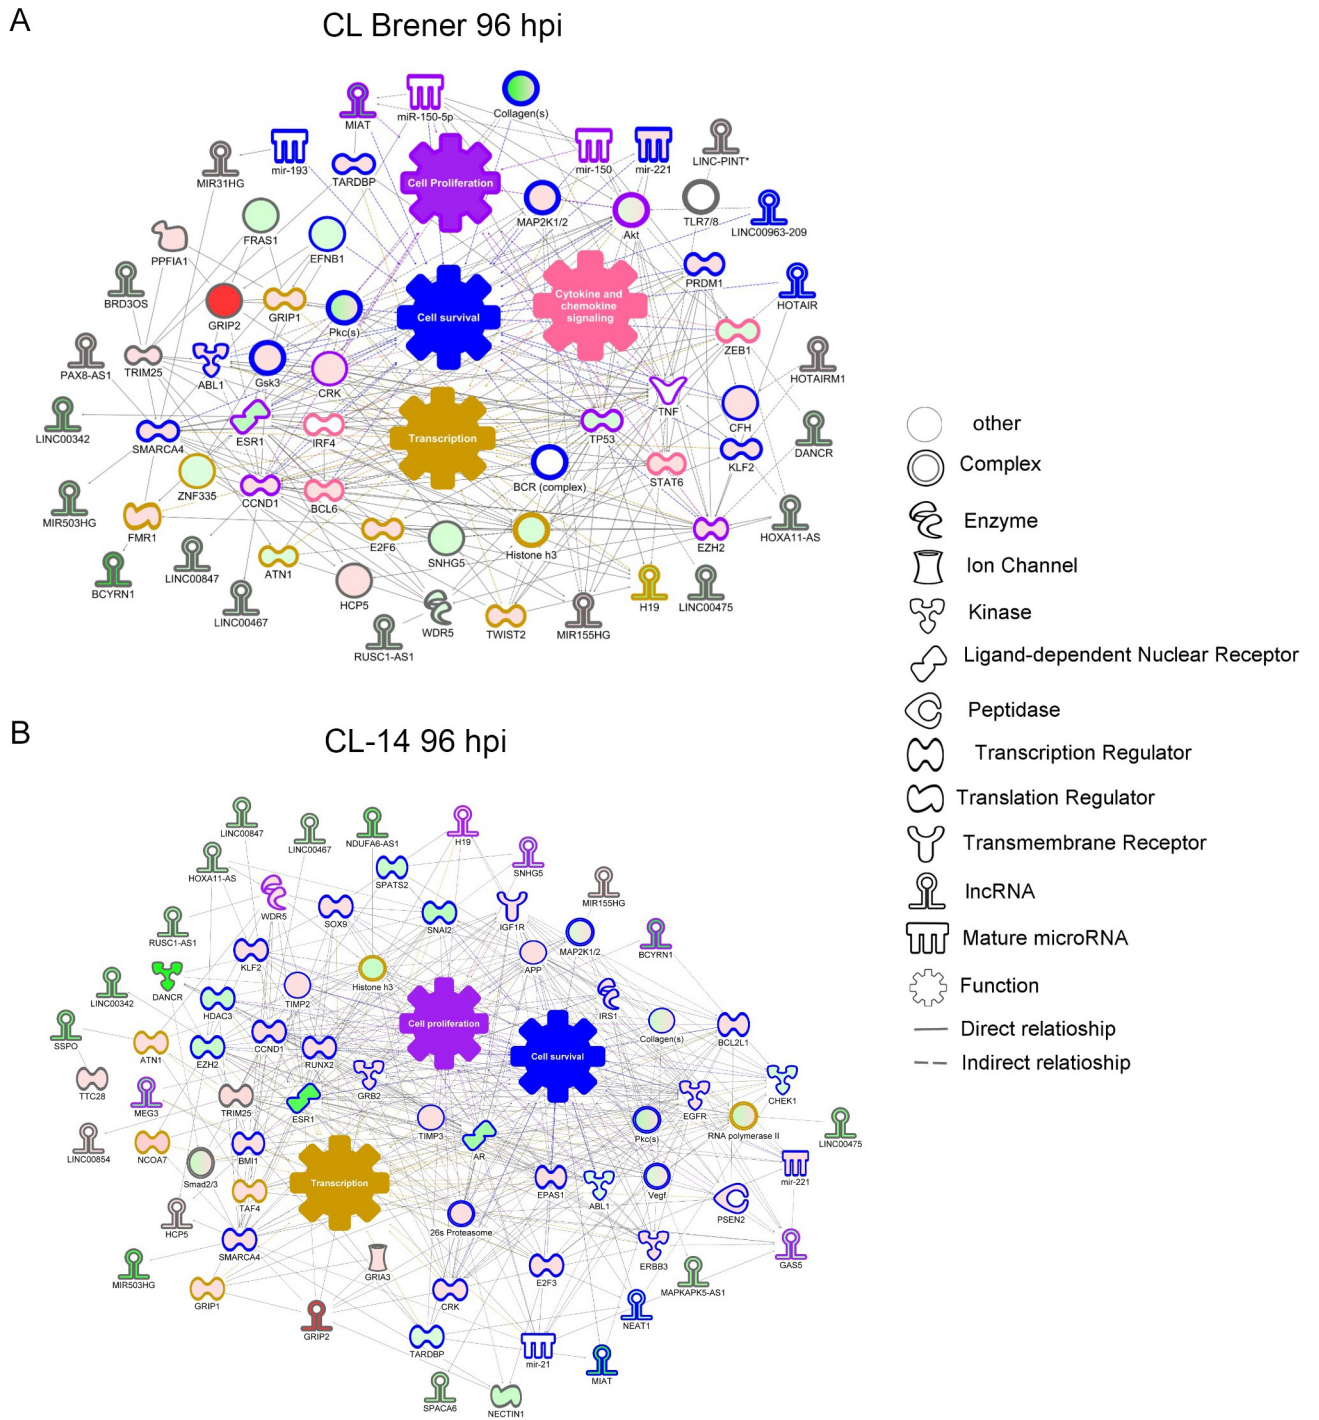 A
CL Brener 96 hpi
MIAT
miR-150-5p
Collagen(s)
MIR31HG
mir-193
TARDBP
Cell Proliferation
mir-150
mir-221
LINC-PINT*
MAP2K1/2
Akt
TLR7/8
LINC00963-209
FRAS1
EFNB1
PPFIA1
PRDM1
BRD3OS
GRIP2
GRIP1
Pkc(s)
Cell survival
Cytokine and
chemokine
signaling
HOTAIR
ZEB1
PAX8-AS1
TRIM25
ABL1
Gsk3
CRK
HOTAIRM1
TNF
CFH
LINC00342
SMARCA4
ESR1
IRF4
Transcription
TP53
DANCR
KLF2
ZNF335
CCND1
BCL6
BCR (complex)
STAT6
MIR503HG
FMR1
E2F6
SNHG5
Histone h3
EZH2
HOXA11-AS
BCYRN1
LINC00847
ATN1
HCP5
LINC00467
RUSC1-AS1
WDR5
TWIST2
MIR155HG
H19
LINC00475
other
Complex
Enzyme
Ion Channel
Kinase
Ligand-dependent Nuclear Receptor
Peptidase
Transcription Regulator
Translation Regulator
Transmembrane Receptor
lncRNA
Mature microRNA
Function
Direct relatioship
Indirect relatioship
B
CL-14 96 hpi
LINC00847
LINC00467
NDUFA6-AS1
H19
HOXA11-AS
SPATS2
SNHG5
MIR155HG
WDR5
SOX9
SNAI2
IGF1R
RUSC1-AS1
KLF2
MAP2K1/2
BCYRN1
APP
Histone h3
LINC00342
DANCR
TIMP2
HDAC3
IRS1
Cell proliferation
Collagen(s)
BCL2L1
SSPO
ATN1
EZH2
CCND1
RUNX2
Cell survival
TTC28
MEG3
TRIM25
ESR1
GRB2
CHEK1
EGFR
LINC00854
NCOA7
BMI1
TIMP3
AR
Pkc(s)
RNA polymerase II
LINC00475
Smad2/3
TAF4
Transcription
EPAS1
ABL1
Vegf
mir-221
PSEN2
HCP5
SMARCA4
26s Proteasome
GRIA3
ERBB3
GAS5
MIR503HG
GRIP1
CRK
E2F3
MAPKAPK5-AS1
GRIP2
NEAT1
TARDBP
mir-21
MIAT
SPACA6
NECTIN1